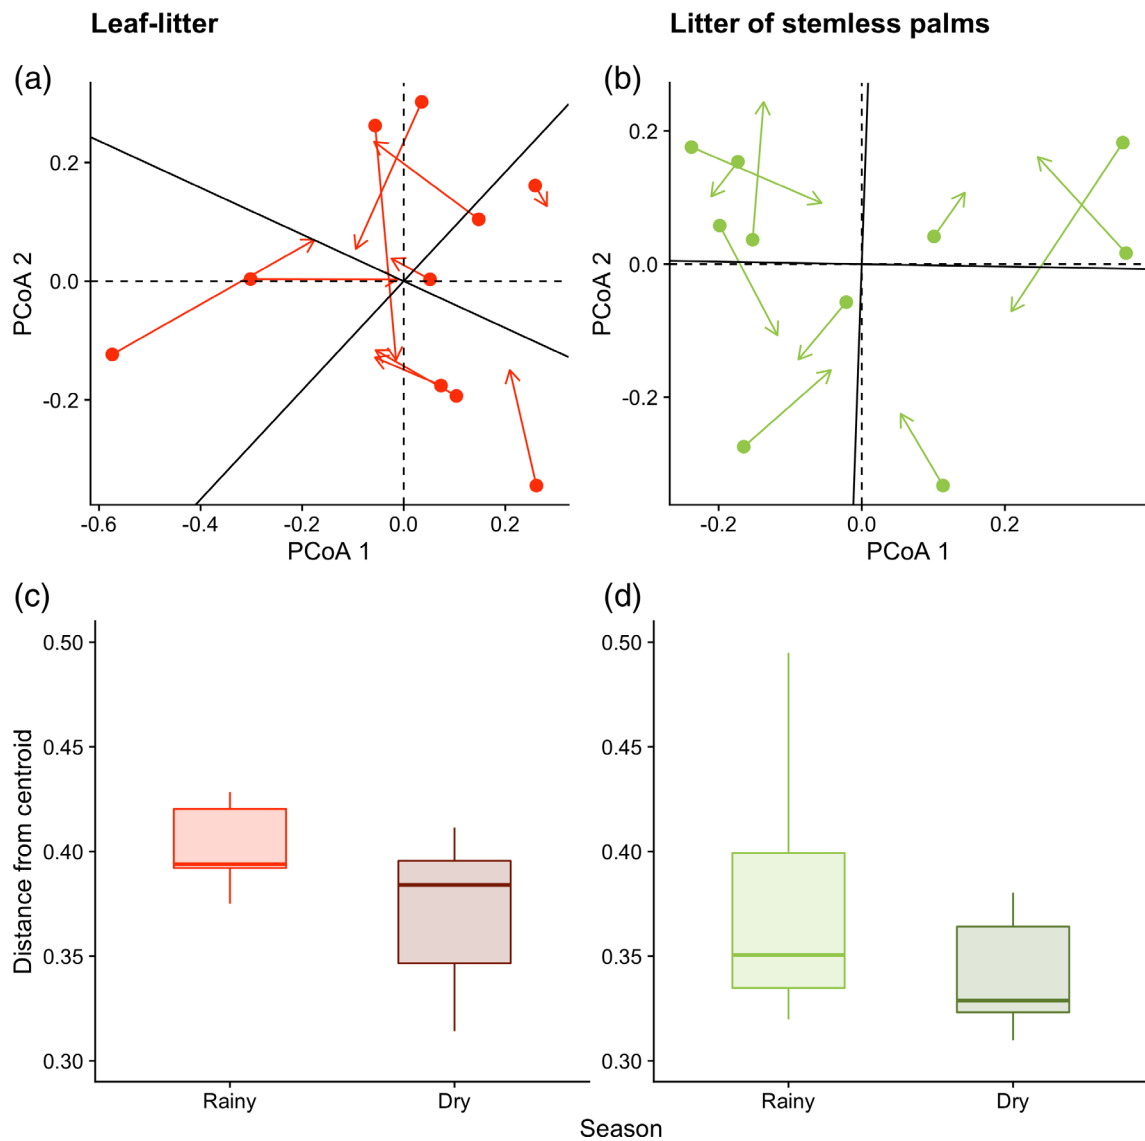 Leaf-litter
Litter of stemless palms
(a)
(b)
PCoA 2
0.2
0.0
-0.2
-0.6
-0.4
-0.2
0.0
0.2
PCoA 1
PCoA 2
0.2
0.0
-0.2
-0.2
0.0
0.2
PCoA 1
(c)
(d)
Distance from centroid
0.50
0.45
0.40
0.35
0.30
Rainy
Dry
0.50
0.45
0.40
0.35
0.30
Rainy
Dry
Season